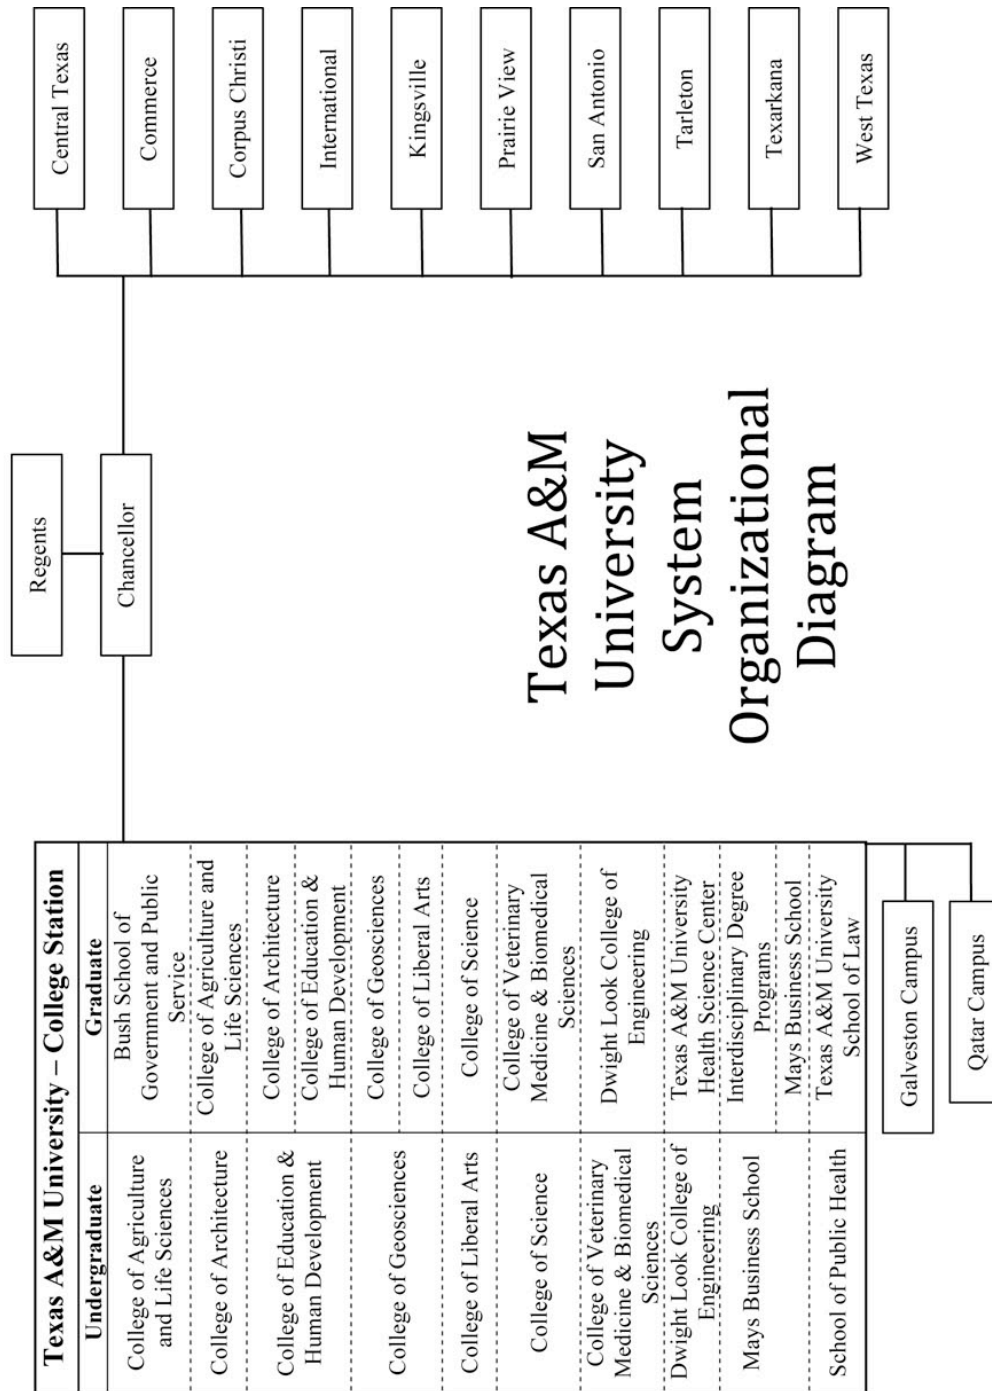 Regents
Chancellor
Texas A&M University – College Station
Undergraduate
Graduate
College of Agriculture
and Life Sciences
College of Architecture
College of Education &
Human Development
College of Geosciences
College of Liberal Arts
College of Science
College of Veterinary
Medicine & Biomedical
Sciences
Dwight Look College of
Engineering
Mays Business School
School of Public Health
Bush School of
Government and Public
Service
College of Agriculture and
Life Sciences
College of Architecture
College of Education &
Human Development
College of Geosciences
College of Liberal Arts
College of Science
College of Veterinary
Medicine & Biomedical
Sciences
Dwight Look College of
Engineering
Texas A&M University
Health Science Center
Interdisciplinary Degree
Programs
Mays Business School
Texas A&M University
School of Law
Galveston Campus
Qatar Campus
Texas A&M
University
System
Organizational
Diagram
Central Texas
Commerce
Corpus Christi
International
Kingsville
Prairie View
San Antonio
Tarleton
Texarkana
West Texas